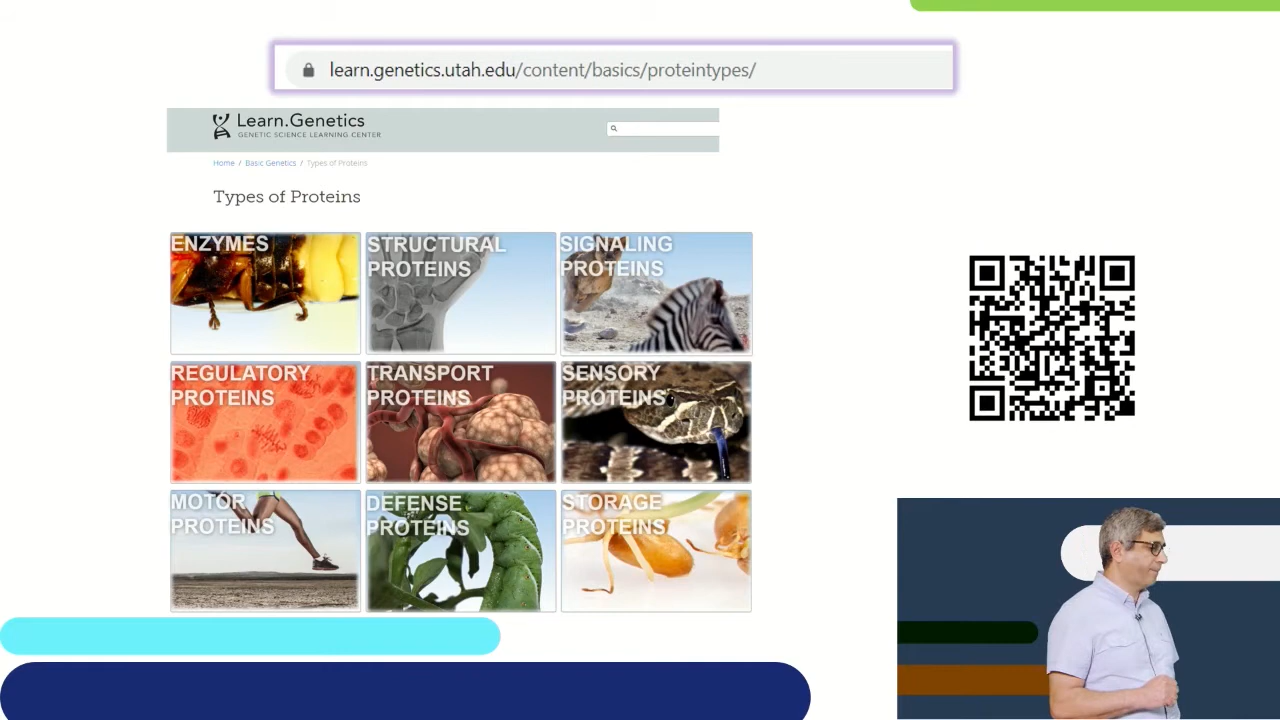 learn.genetics.utah.edu/content/basics/proteintypes/
Learn.Genetics
GENETIC SCIENCE LEARNING CENTER
Home / Basic Genetics / Types of Proteins
Types of Proteins
ENZYMES
STRUCTURAL
PROTEINS
SIGNALING
PROTEINS
REGULATORY
PROTEINS
TRANSPORT
PROTEINS
SENSORY
PROTEINS
MOTOR
PROTEINS
DEFENSE
PROTEINS
STORAGE
PROTEINS